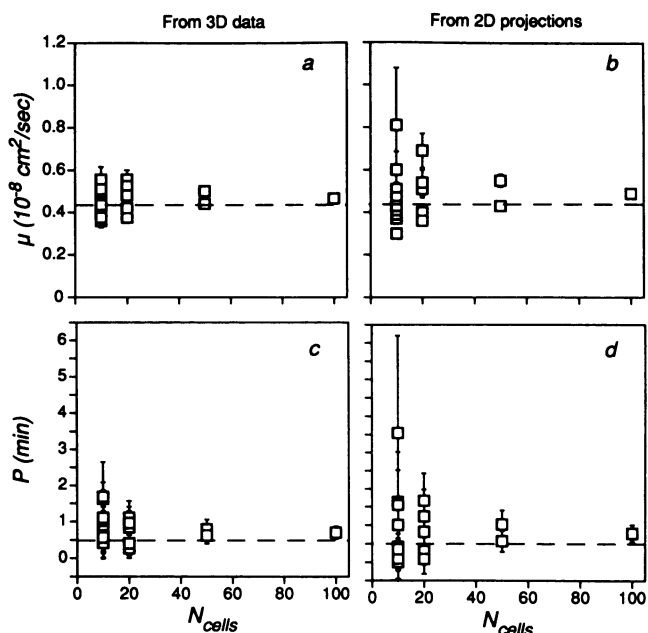 From 3D data
From 2D projections
a
b
μ (10⁻⁸ cm²/sec)
1.2
1.0
0.8
0.6
0.4
0.2
0
c
d
P (min)
6
5
4
3
2
1
0
0 20 40 60 80 100
0 20 40 60 80 100
N_cells
N_cells